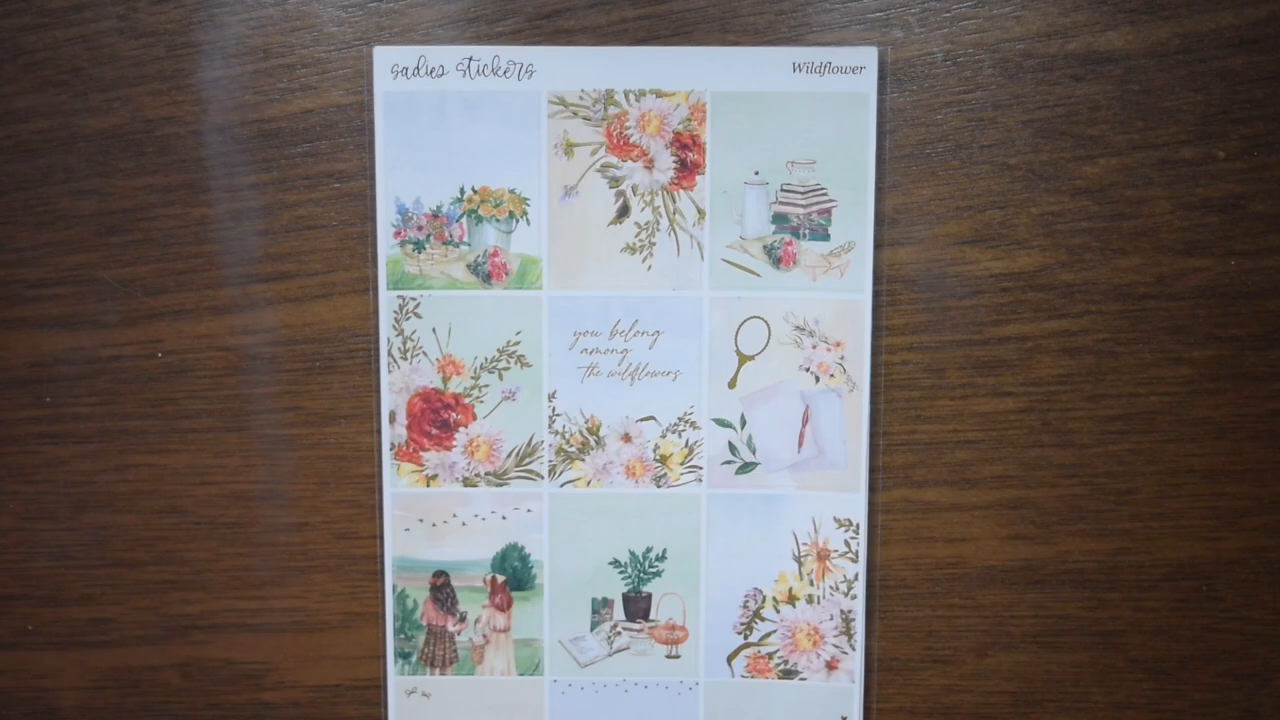 sadies stickers
Wildflower
you belong
among
the wildflowers